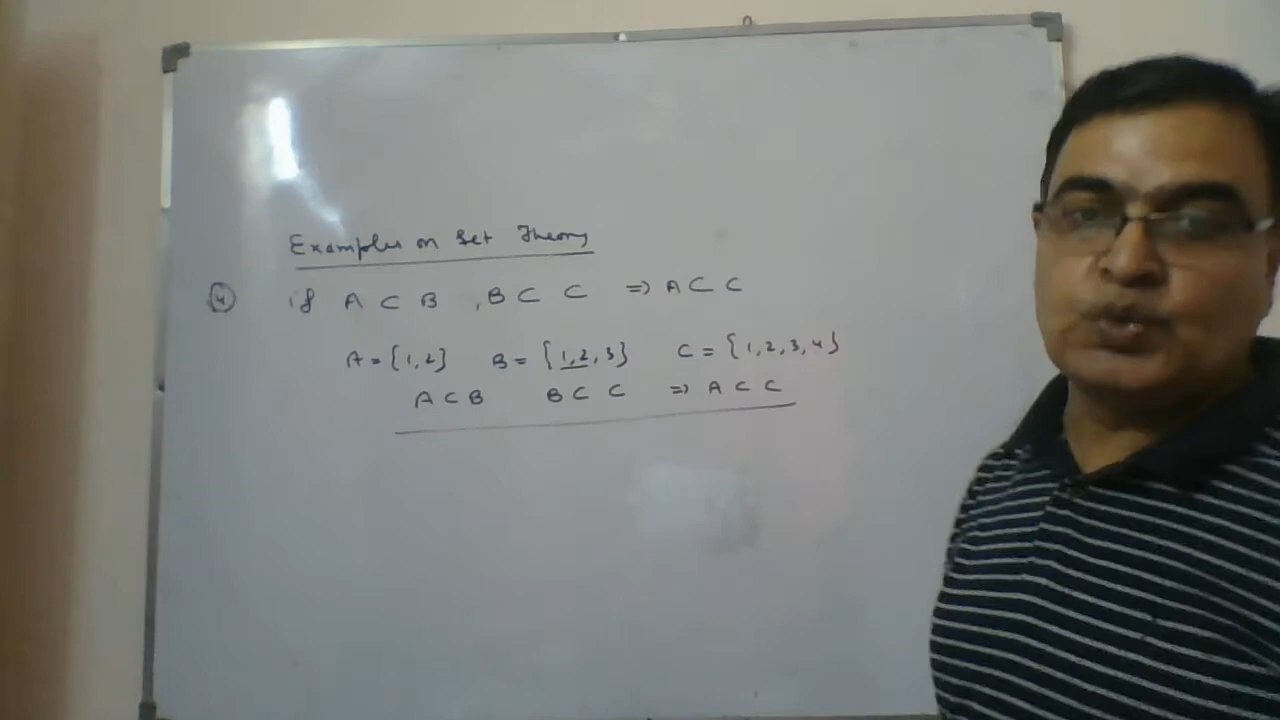 Examples on Set Theory
④ if A ⊂ B , B ⊂ C ⇒ A ⊂ C
A = {1,2} B = {1,2,3} C = {1,2,3,4}
A ⊂ B B ⊂ C ⇒ A ⊂ C